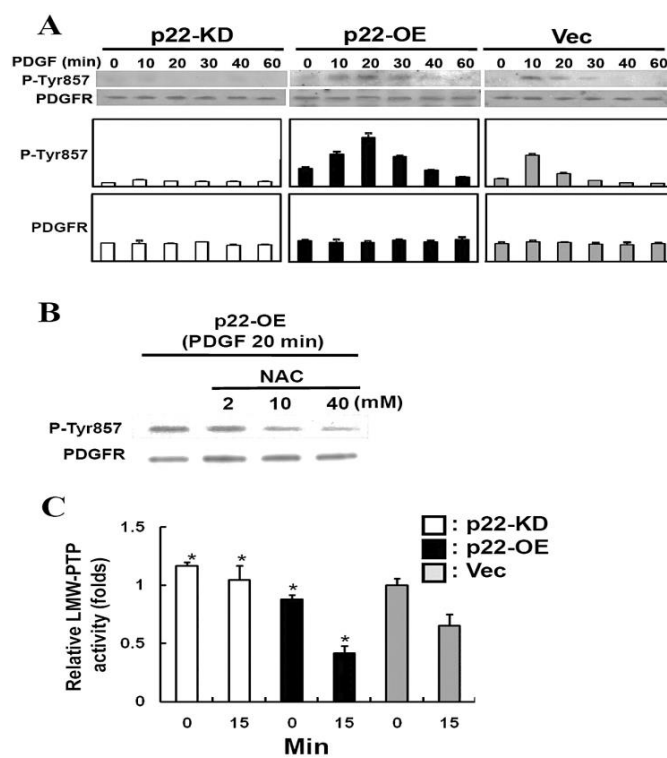 A
p22-KD p22-OE Vec
PDGF (min) 0 10 20 30 40 60 0 10 20 30 40 60 0 10 20 30 40 60
P-Tyr857
PDGFR
P-Tyr857
PDGFR
B
p22-OE
(PDGF 20 min)
NAC
2 10 40 (mM)
P-Tyr857
PDGFR
C
Relative LMW-PTP
activity (folds)
1.5
1
0.5
0
* * * *
0 15 0 15 0 15
Min
: p22-KD
: p22-OE
: Vec